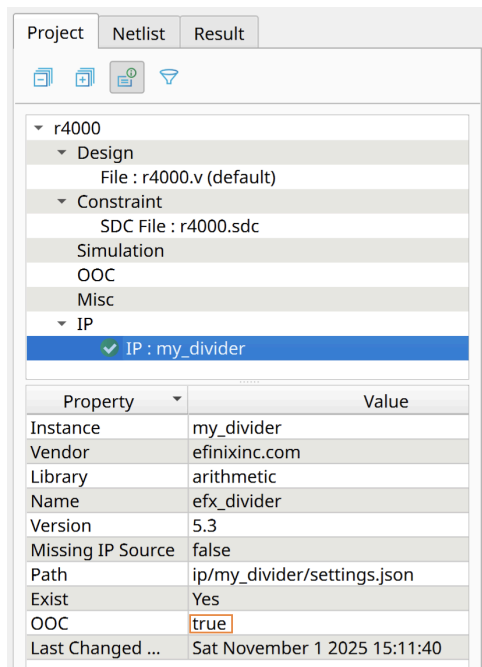 Project Netlist Result
r4000
Design
File : r4000.v (default)
Constraint
SDC File : r4000.sdc
Simulation
OOC
Misc
IP
IP : my_divider
Property Value
Instance my_divider
Vendor efinixinc.com
Library arithmetic
Name efx_divider
Version 5.3
Missing IP Source false
Path ip/my_divider/settings.json
Exist Yes
OOC true
Last Changed ... Sat November 1 2025 15:11:40